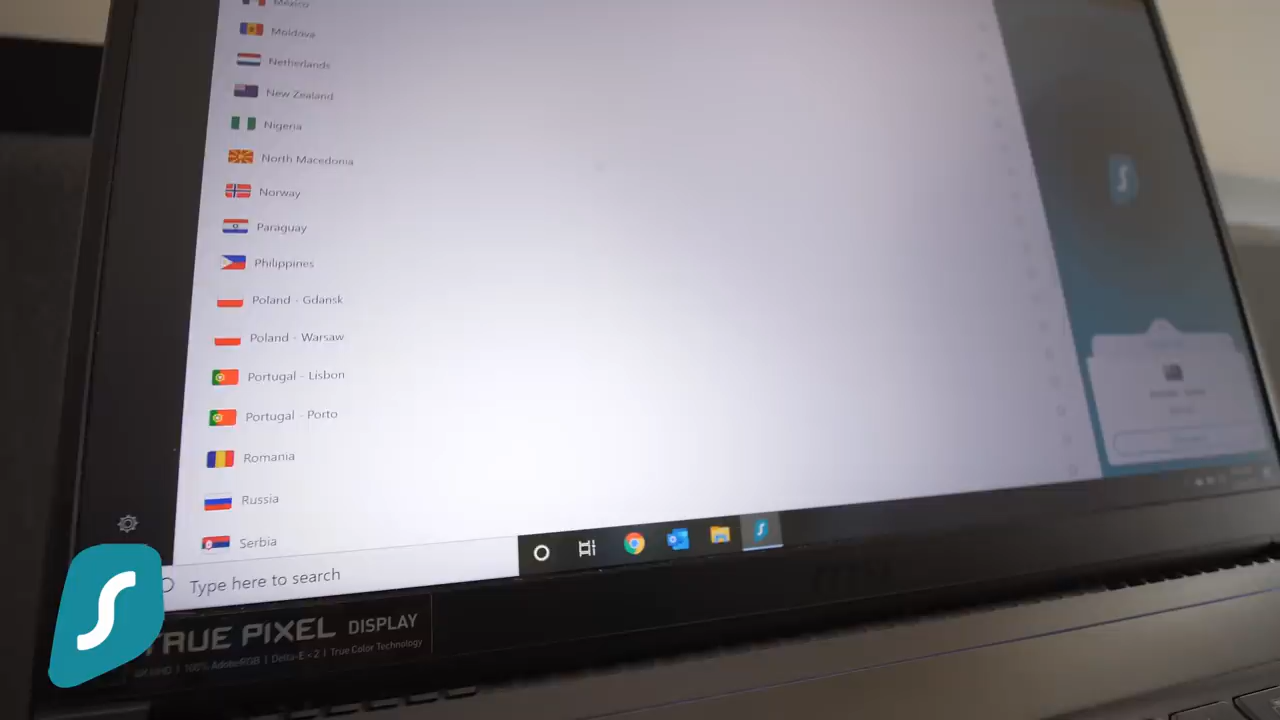 Mexico
Moldova
Netherlands
New Zealand
Nigeria
North Macedonia
Norway
Paraguay
Philippines
Poland - Gdansk
Poland - Warsaw
Portugal - Lisbon
Portugal - Porto
Romania
Russia
Serbia
Type here to search
TRUE PIXEL DISPLAY
100% AdobeRGB | Delta-E < 2 | True Color Technology